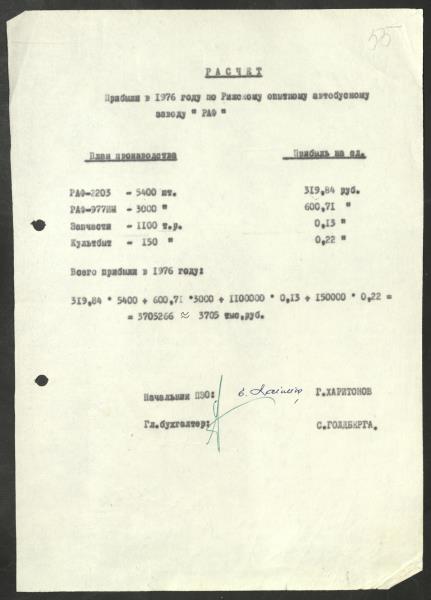 55
РАСЧЕТ
Прибыли в 1976 году по Рижскому опытному автобусному
заводу " РАФ "
План производства Прибыль на ед.
РАФ-2203 - 5400 шт. 319,84 руб.
РАФ-977ИМ - 3000 " 600,71 "
Запчасти - 1100 т.р. 0,13 "
Культбыт - 150 " 0,22 "
Всего прибыли в 1976 году:
319,84 * 5400 + 600,71 *3000 + 1100000 * 0,13 + 150000 * 0,22 =
= 3705266 ≈ 3705 тыс.руб.
Начальник ПЭО: Г.ХАРИТОНОВ
Гл.бухгалтер: С.ГОЛДБЕРГА.